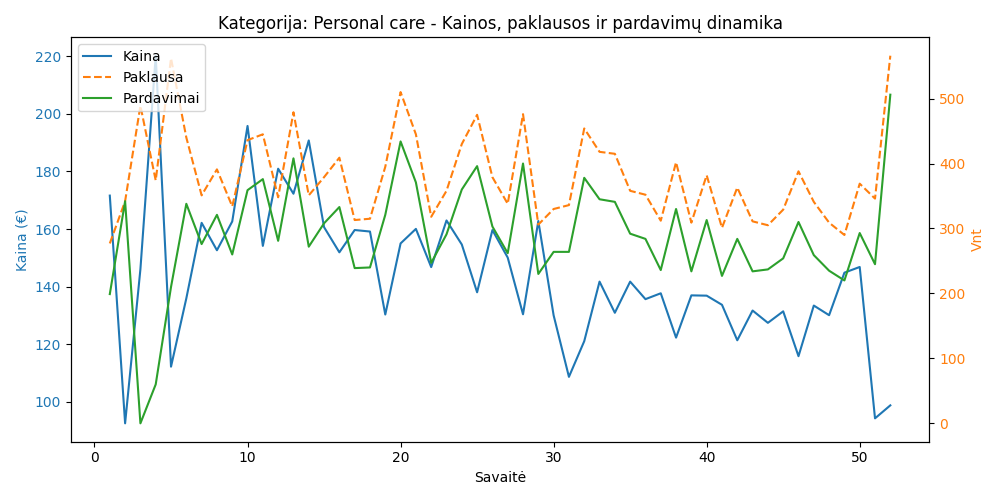 Kategorija: Personal care - Kainos, paklausos ir pardavimų dinamika
Kaina
Paklausa
Pardavimai
220
200
180
160
140
120
100
Kaina (€)
500
400
300
200
100
0
Vnt
0
10
20
30
40
50
Savaitė